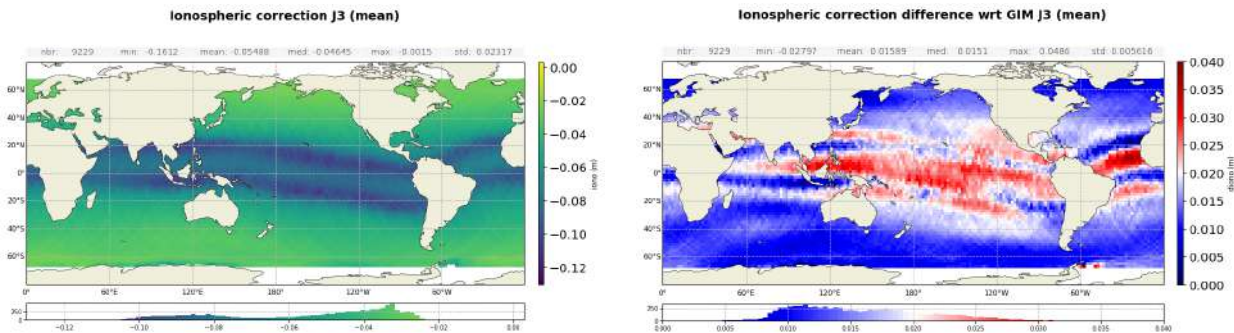 Ionospheric correction J3 (mean)
nbr: 9229 min: -0.1612 mean: -0.05488 med: -0.04645 max: -0.0015 std: 0.02317
60°N
40°N
20°N
0°
20°S
40°S
60°S
0° 60°E 120°E 180° 120°W 60°W
0.00
−0.03
−0.04
−0.06
−0.08
−0.10
−0.12
iono (m)
250
0
−0.12 −0.10 −0.08 −0.06 −0.04 −0.02 0.00
Ionospheric correction difference wrt GIM J3 (mean)
nbr: 9229 min: -0.02797 mean: 0.01589 med: 0.0151 max: 0.0486 std: 0.005616
60°N
40°N
20°N
0°
20°S
40°S
60°S
0° 60°E 120°E 180° 120°W 60°W
0.040
0.035
0.030
0.025
0.020
0.015
0.010
0.005
0.000
diono (m)
250
0
0.000 0.005 0.010 0.015 0.020 0.025 0.030 0.035 0.040